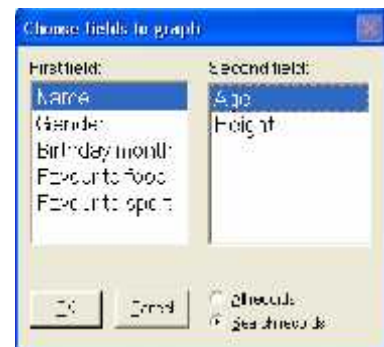 Choose fields to graph
First field:
Second field:
Name
Gender
Birthday month
Favourite food
Favourite sport
Age
Height
OK
Cancel
All records
Search records